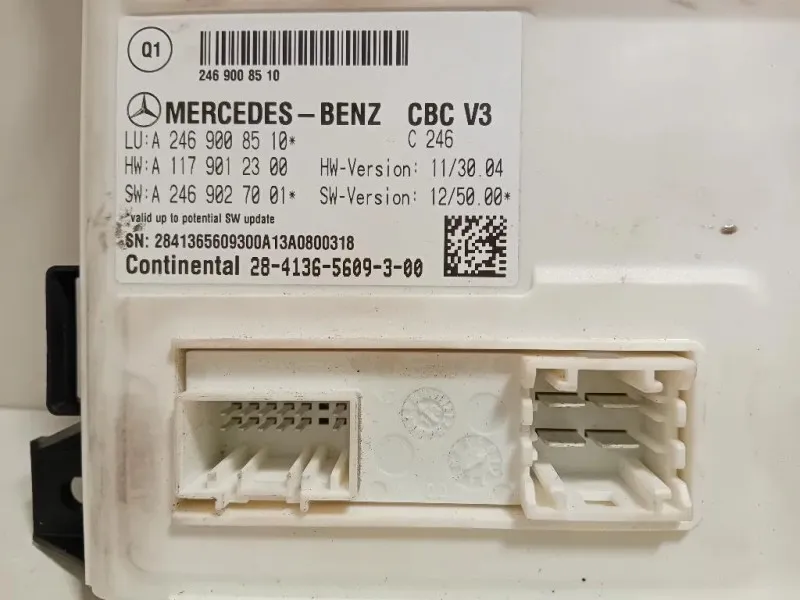 Q1
246 900 85 10
MERCEDES-BENZ CBC V3
LU:A 246 900 85 10* C 246
HW:A 117 901 23 00 HW-Version: 11/30.04
SW:A 246 902 70 01* SW-Version: 12/50.00*
*valid up to potential SW update
SN: 2841365609300A13A0800318
Continental 28-4136-5609-3-00